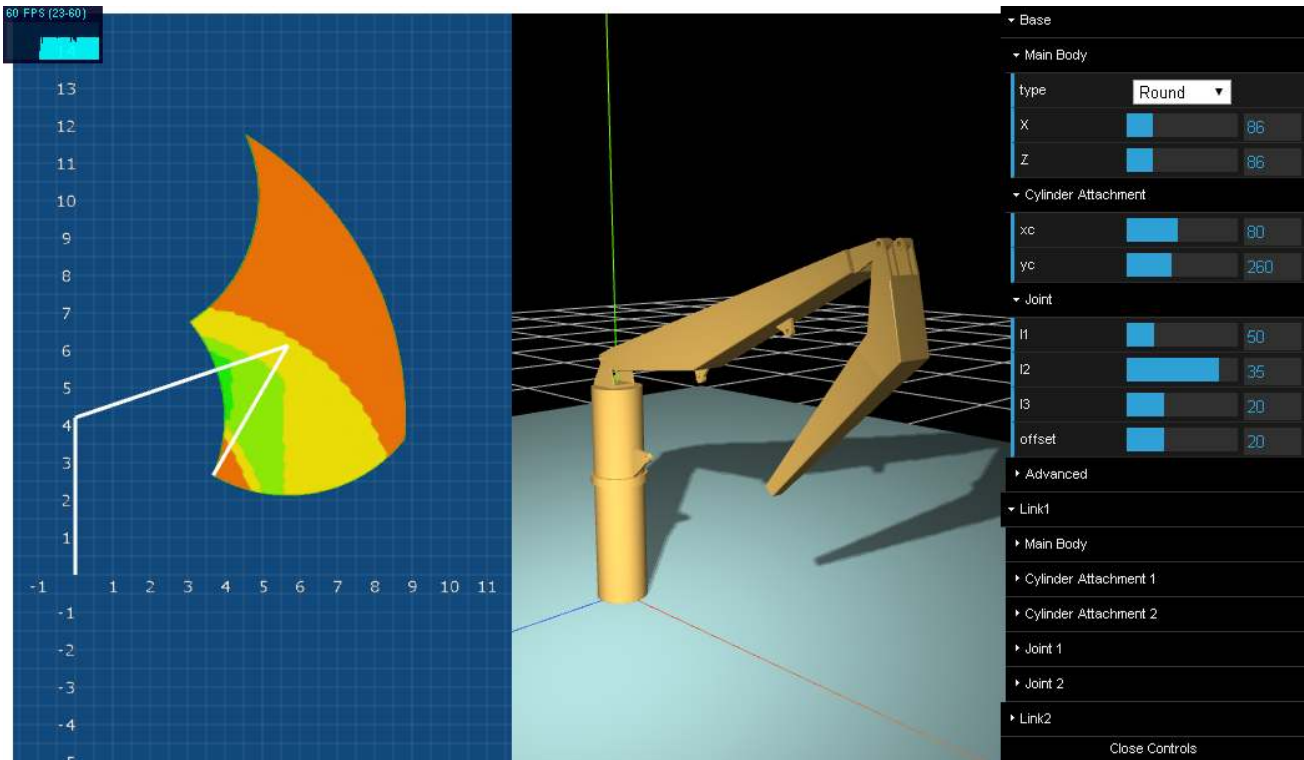 60 FPS (23-60)
13
12
11
10
9
8
7
6
5
4
3
2
1
-1 1 2 3 4 5 6 7 8 9 10 11
-1
-2
-3
-4
Base
Main Body
type Round
X 86
Z 86
Cylinder Attachment
xc 80
yc 260
Joint
l1 50
l2 35
l3 20
offset 20
Advanced
Link1
Main Body
Cylinder Attachment 1
Cylinder Attachment 2
Joint 1
Joint 2
Link2
Close Controls